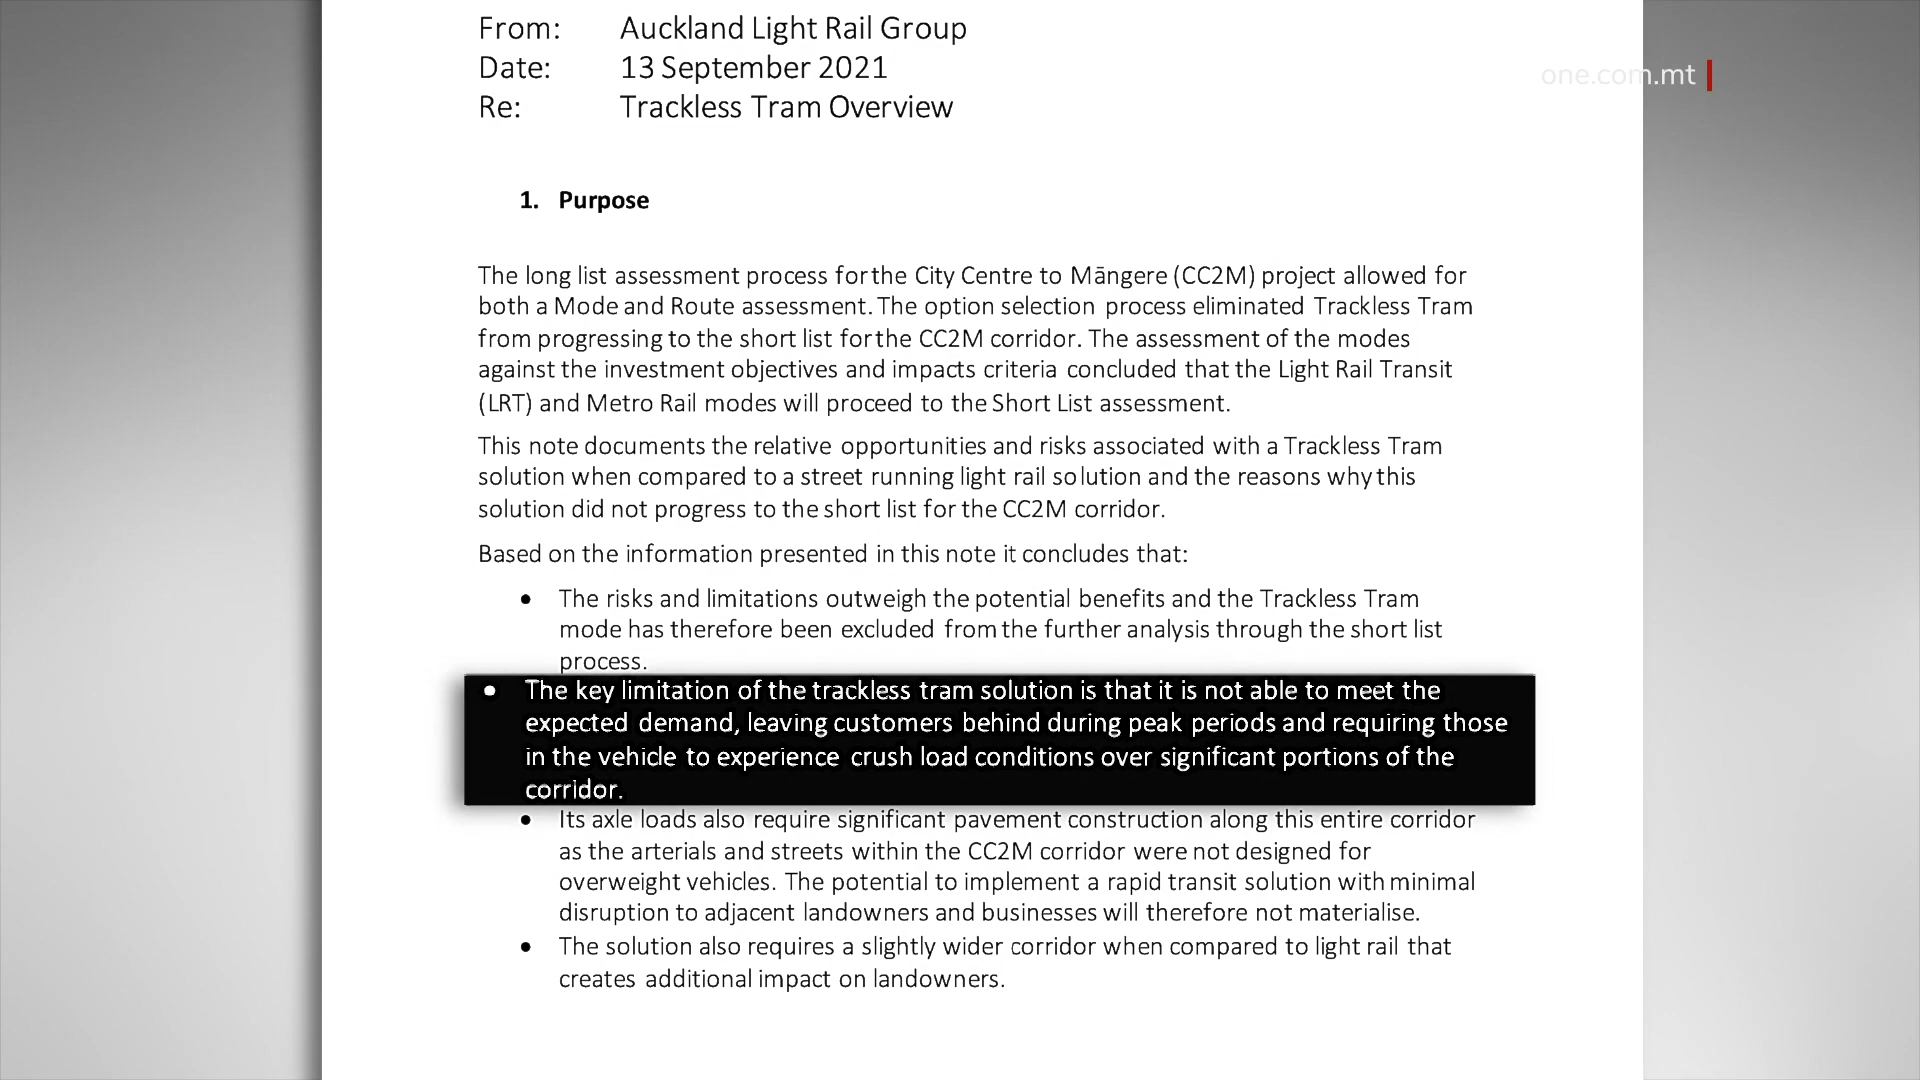 From: Auckland Light Rail Group
one.com.mt
Date: 13 September 2021
Re: Trackless Tram Overview
1. Purpose
The long list assessment process for the City Centre to Māngere (CC2M) project allowed for
both a Mode and Route assessment. The option selection process eliminated Trackless Tram
from progressing to the short list for the CC2M corridor. The assessment of the modes
against the investment objectives and impacts criteria concluded that the Light Rail Transit
(LRT) and Metro Rail modes will proceed to the Short List assessment.
This note documents the relative opportunities and risks associated with a Trackless Tram
solution when compared to a street running light rail solution and the reasons why this
solution did not progress to the short list for the CC2M corridor.
Based on the information presented in this note it concludes that:
• The risks and limitations outweigh the potential benefits and the Trackless Tram
mode has therefore been excluded from the further analysis through the short list
process.
• The key limitation of the trackless tram solution is that it is not able to meet the
expected demand, leaving customers behind during peak periods and requiring those
in the vehicle to experience crush load conditions over significant portions of the
corridor.
• Its axle loads also require significant pavement construction along this entire corridor
as the arterials and streets within the CC2M corridor were not designed for
overweight vehicles. The potential to implement a rapid transit solution with minimal
disruption to adjacent landowners and businesses will therefore not materialise.
• The solution also requires a slightly wider corridor when compared to light rail that
creates additional impact on landowners.